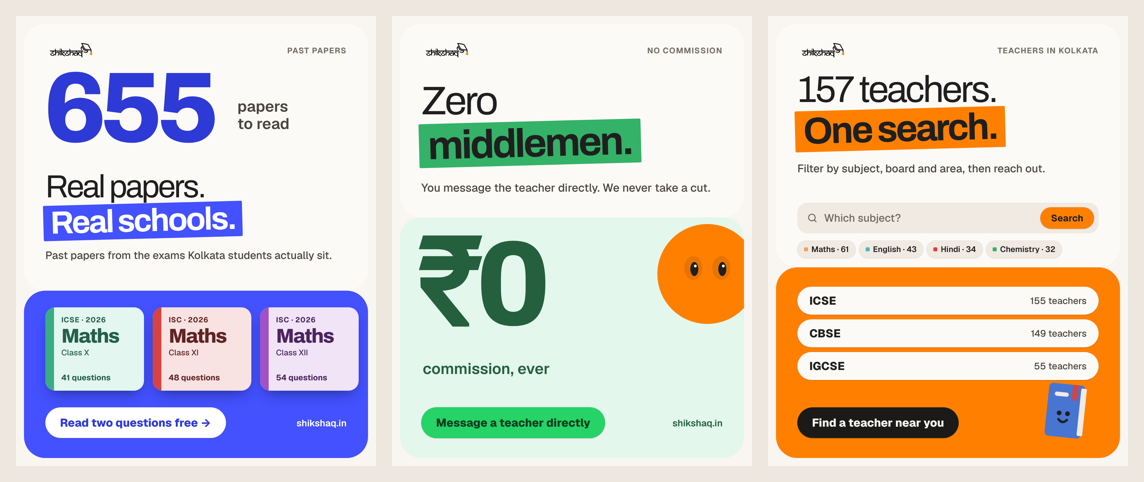 shikshaq
PAST PAPERS
655
papers
to read
Real papers.
Real schools.
Past papers from the exams Kolkata students actually sit.
ICSE · 2026
Maths
Class X
41 questions
ISC · 2026
Maths
Class XI
48 questions
ISC · 2026
Maths
Class XII
54 questions
Read two questions free →
shikshaq.in
shikshaq
NO COMMISSION
Zero
middlemen.
You message the teacher directly. We never take a cut.
₹0
commission, ever
Message a teacher directly
shikshaq.in
shikshaq
TEACHERS IN KOLKATA
157 teachers.
One search.
Filter by subject, board and area, then reach out.
Which subject?
Search
Maths · 61
English · 43
Hindi · 34
Chemistry · 32
ICSE
155 teachers
CBSE
149 teachers
IGCSE
55 teachers
Find a teacher near you